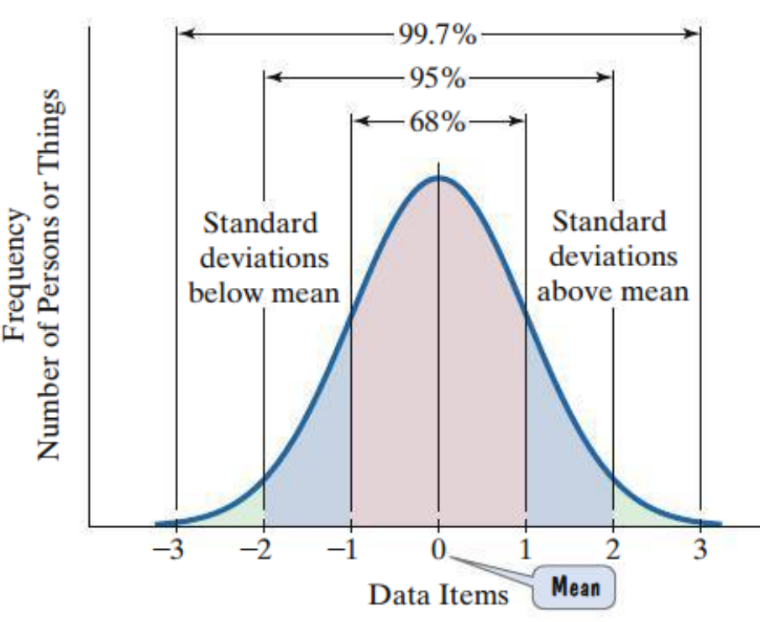 99.7%
95%
68%
Frequency
Number of Persons or Things
Standard
deviations
below mean
Standard
deviations
above mean
−3 −2 −1 0 1 2 3
Data Items
Mean